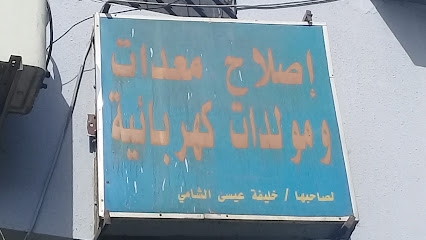 إصلاح معدات
ومولدات كهربائية
لصاحبها / خليفة عيسى الشامي